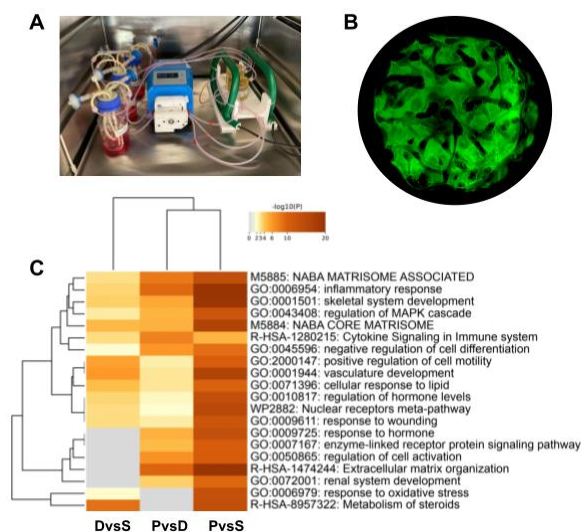 A
B
-log10(P)
0 2 3 4 6 10 20
C
M5885: NABA MATRISOME ASSOCIATED
GO:0006954: inflammatory response
GO:0001501: skeletal system development
GO:0043408: regulation of MAPK cascade
M5884: NABA CORE MATRISOME
R-HSA-1280215: Cytokine Signaling in Immune system
GO:0045596: negative regulation of cell differentiation
GO:2000147: positive regulation of cell motility
GO:0001944: vasculature development
GO:0071396: cellular response to lipid
GO:0010817: regulation of hormone levels
WP2882: Nuclear receptors meta-pathway
GO:0009611: response to wounding
GO:0009725: response to hormone
GO:0007167: enzyme-linked receptor protein signaling pathway
GO:0050865: regulation of cell activation
R-HSA-1474244: Extracellular matrix organization
GO:0072001: renal system development
GO:0006979: response to oxidative stress
R-HSA-8957322: Metabolism of steroids
DvsS PvsD PvsS